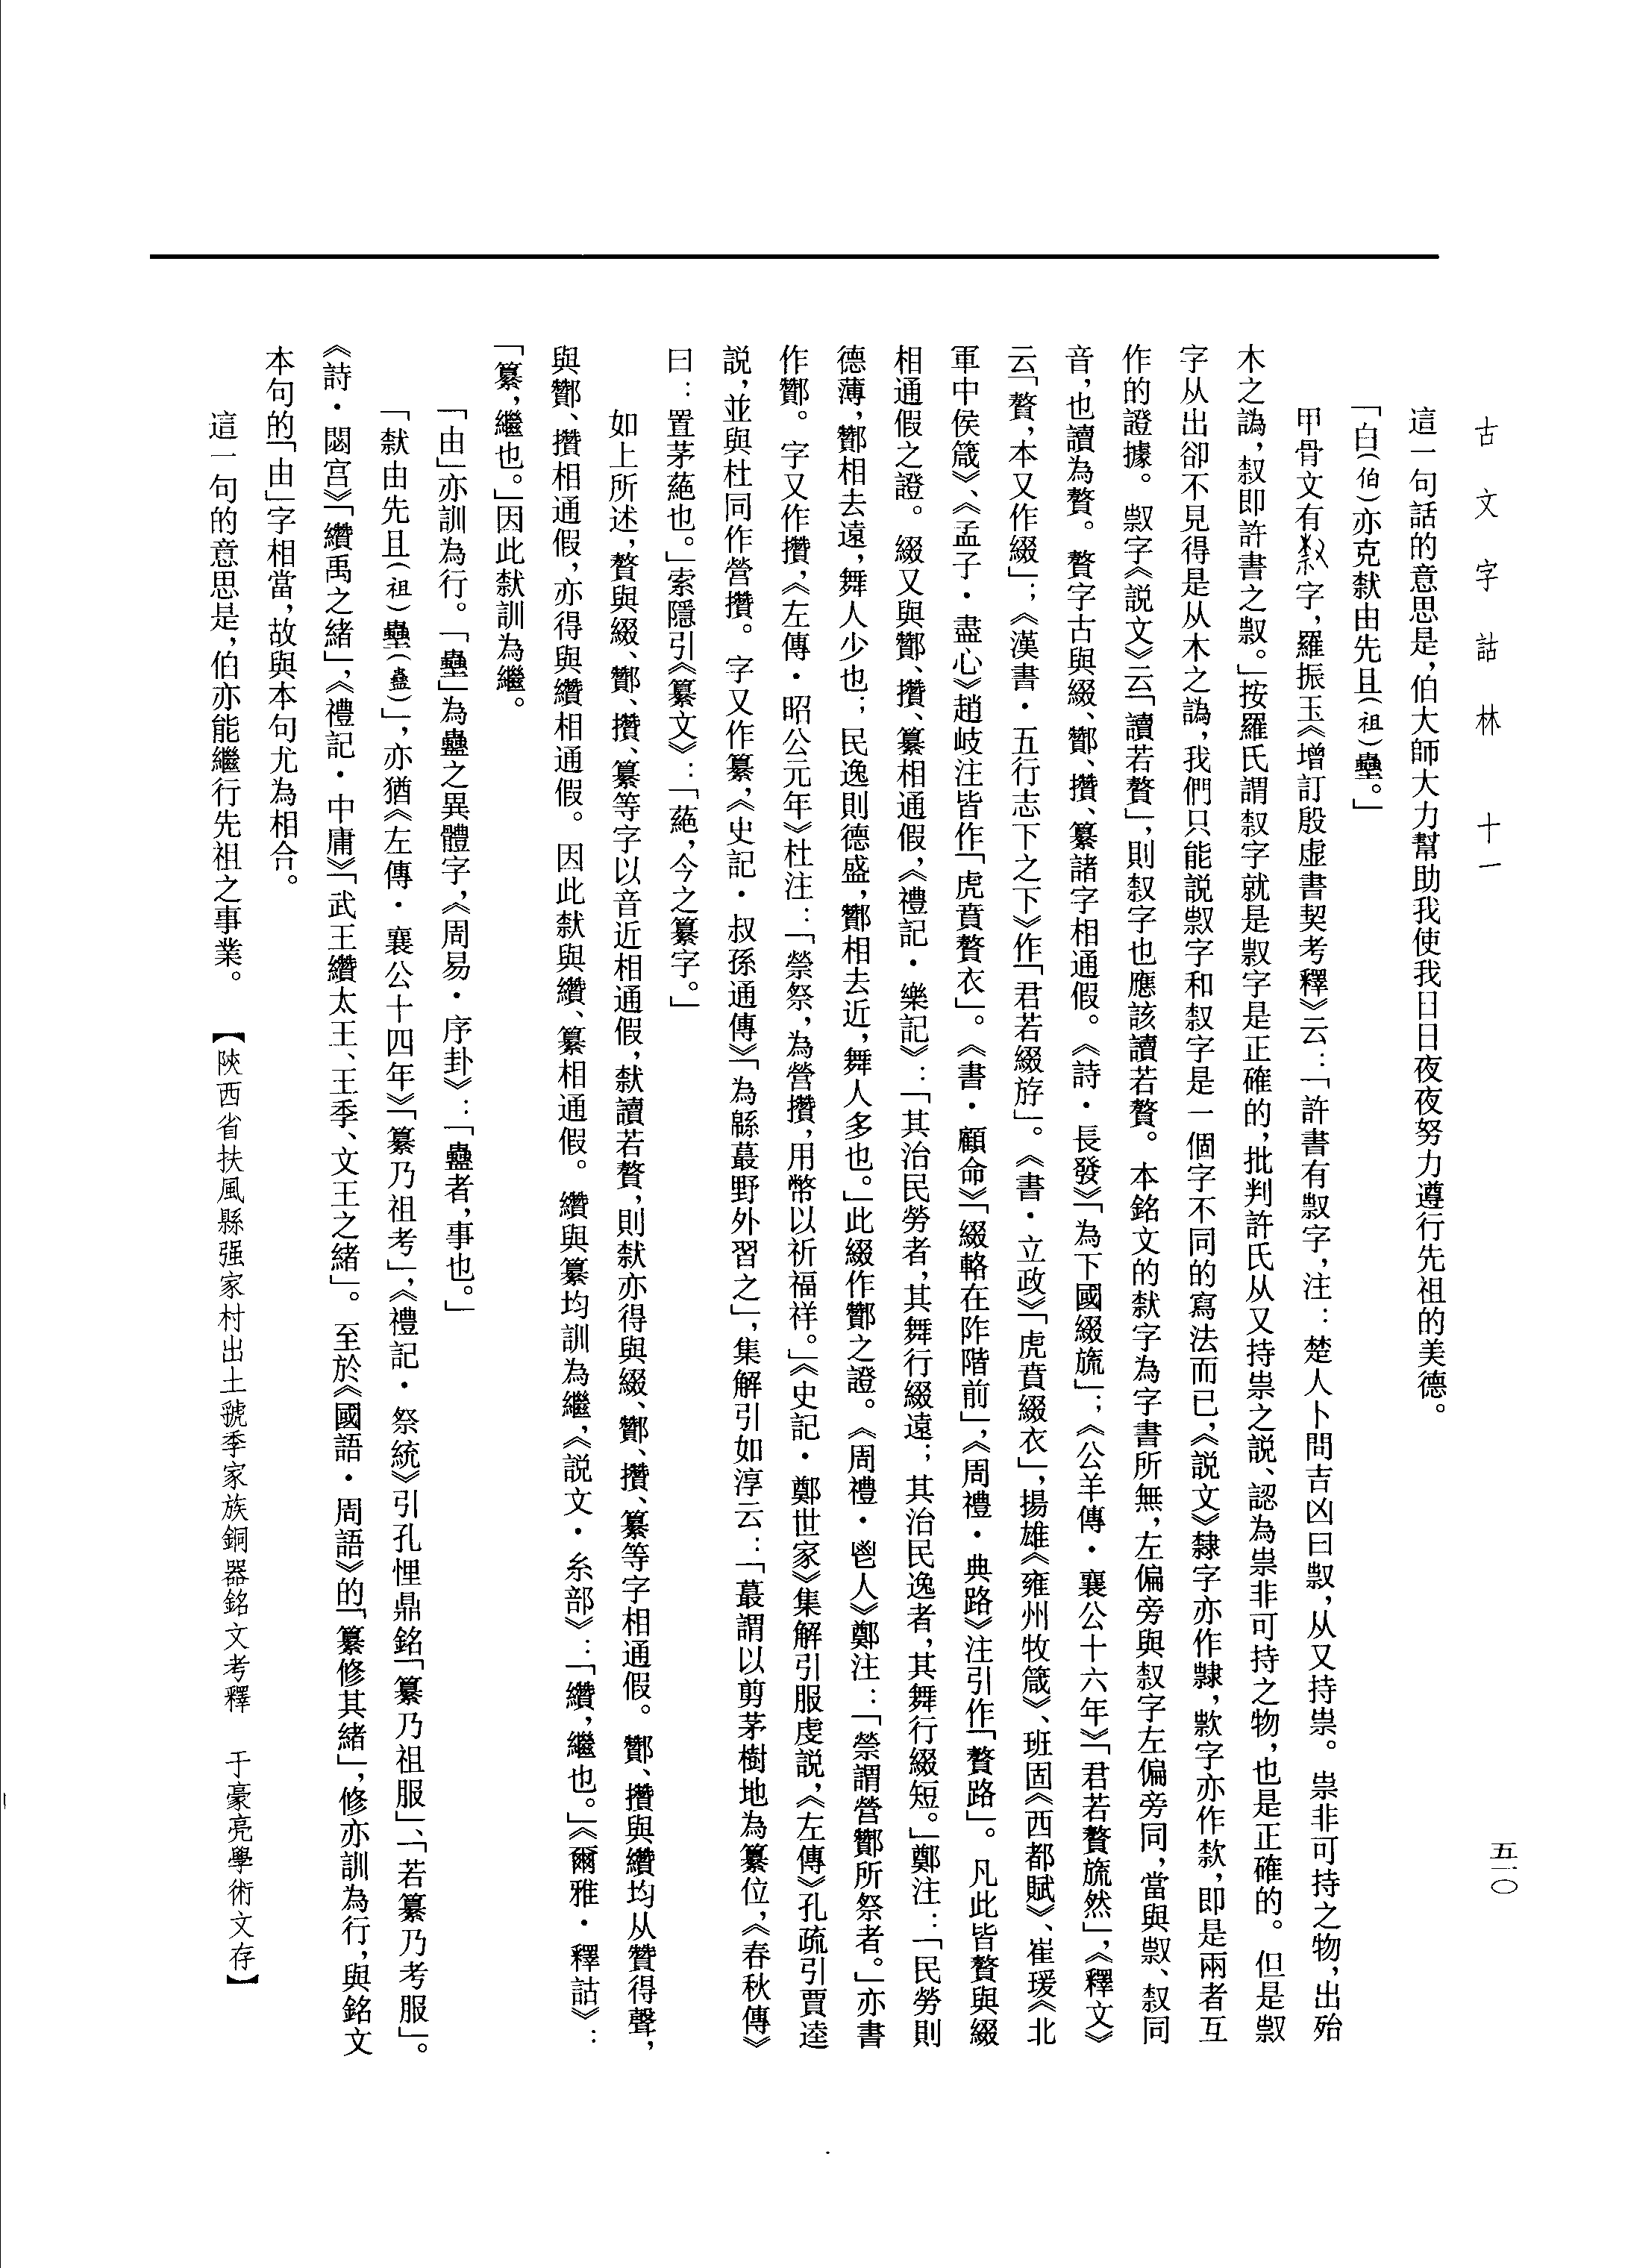 古文字詁林　十一
五一〇
這一句話的意思是，伯大師大力幫助我使我日日夜夜努力遵行先祖的美德。
「白（伯）亦克㱁由先且（祖）壘。」
甲骨文有字，羅振玉《增訂殷虛書契考釋》云：「許書有㱁字，注：楚人卜問吉凶曰㱁，从又持祟。祟非可持之物，出殆
木之譌，㪔即許書之㱁。」按羅氏謂字就是字是正確的，批判許氏从又持祟之説、認為祟非可持之物，也是正確的。但是
字从出卻不見得是从木之譌，我們只能説字和字是一個字不同的寫法而已，《説文》隸字亦作隷，款字亦作欵，即是兩者互
作的證據。字《説文》云「讀若贅」，則字也應該讀若贅。本銘文的字為字書所無，左偏旁與字左偏旁同，當與、同
音，也讀為贅。贅字古與綴、酇、攢、纂諸字相通假。《詩・長發》「為下國綴旒」；《公羊傳・襄公十六年》「君若贅旒然」，《釋文》
云「贅，本又作綴」；《漢書・五行志下之下》作「君若綴斿」。《書・立政》「虎賁綴衣」，揚雄《雍州牧箴》、班固《西都賦》、崔瑗《北
軍中侯箴》、《孟子・盡心》趙岐注皆作「虎賁贅衣」。《書・顧命》「綴輅在阼階前」，《周禮・典路》注引作「贅路」。凡此皆贅與綴
相通假之證。綴又與酇、攢、纂相通假，《禮記・樂記》：「其治民勞者，其舞行綴遠；其治民逸者，其舞行綴短。」鄭注：「民勞則
德薄，酇相去遠，舞人少也；民逸則德盛，酇相去近，舞人多也。」此綴作酇之證。《周禮・鬯人》鄭注：「禜謂營酇所祭者。」亦書
作酇。字又作攢，《左傳・昭公元年》杜注：「禜祭，為營攢，用幣以祈福祥。」《史記・鄭世家》集解引服虔説，《左傳》孔疏引賈逵
説，並與杜同作營攢。字又作纂，《史記・叔孫通傳》「為緜蕞野外習之」，集解引如淳云：「蕞謂以剪茅樹地為纂位，《春秋傳》
曰：置茅蕝也。」索隱引《纂文》：「蕝，今之纂字。」
如上所述，贅與綴、酇、攢、纂等字以音近相通假，讀若贅，則亦得與綴、酇、攢、纂等字相通假。酇、攢與纘均从贊得聲，
與酇、攢相通假，亦得與纘相通假。因此與纘、纂相通假。纘與纂均訓為繼，《説文・糸部》：「纘，繼也。」《爾雅・釋詁》：
「纂，繼也。」因此訓為繼。
「由」亦訓為行。「壘」為蠱之異體字，《周易・序卦》：「蠱者，事也。」
「由先且（祖）壘（蠱）」，亦猶《左傳・襄公十四年》「纂乃祖考」，《禮記・祭統》引孔悝鼎銘「纂乃祖服」、「若纂乃考服」。
《詩・閟宫》「纘禹之緒」，《禮記・中庸》「武王纘太王、王季、文王之緒」。至於《國語・周語》的「纂修其緒」，修亦訓為行，與銘文
本句的「由」字相當，故與本句尤為相合。
這一句的意思是，伯亦能繼行先祖之事業。　【陝西省扶風縣强家村出土虢季家族銅器銘文考釋　于豪亮學術文存】